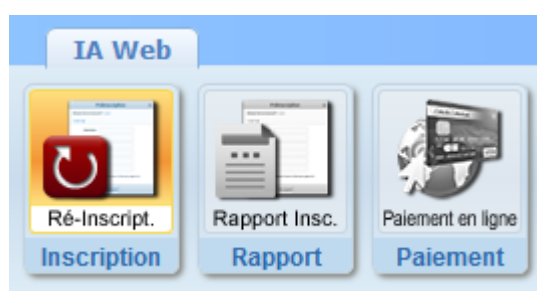 IA Web
Ré-Inscript.
Rapport Insc.
Paiement en ligne
Inscription
Rapport
Paiement